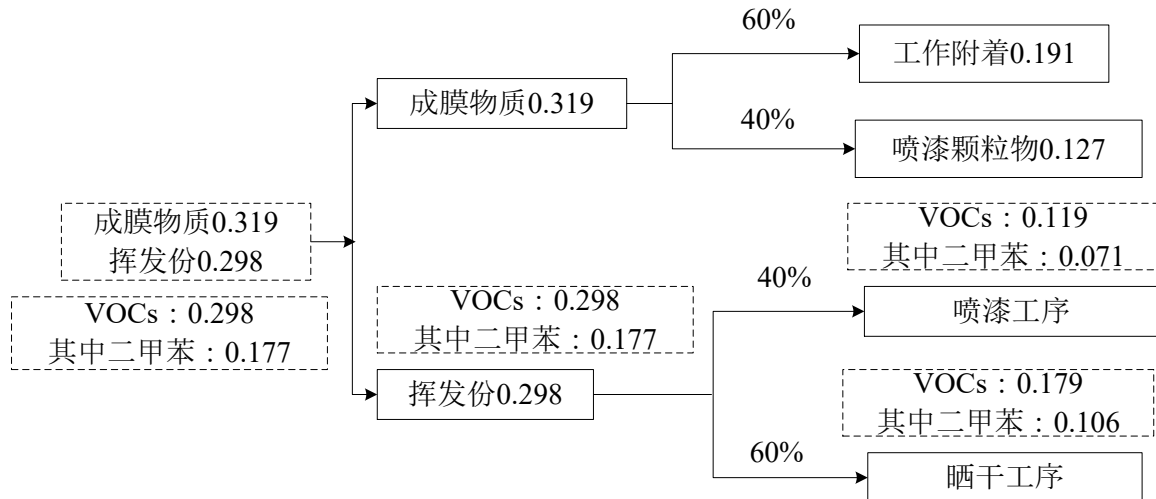 60%
工作附着0.191
成膜物质0.319
40%
喷漆颗粒物0.127
成膜物质0.319
挥发份0.298
VOCs：0.298
其中二甲苯：0.177
VOCs：0.298
其中二甲苯：0.177
挥发份0.298
VOCs：0.119
其中二甲苯：0.071
40%
喷漆工序
VOCs：0.179
其中二甲苯：0.106
60%
晒干工序